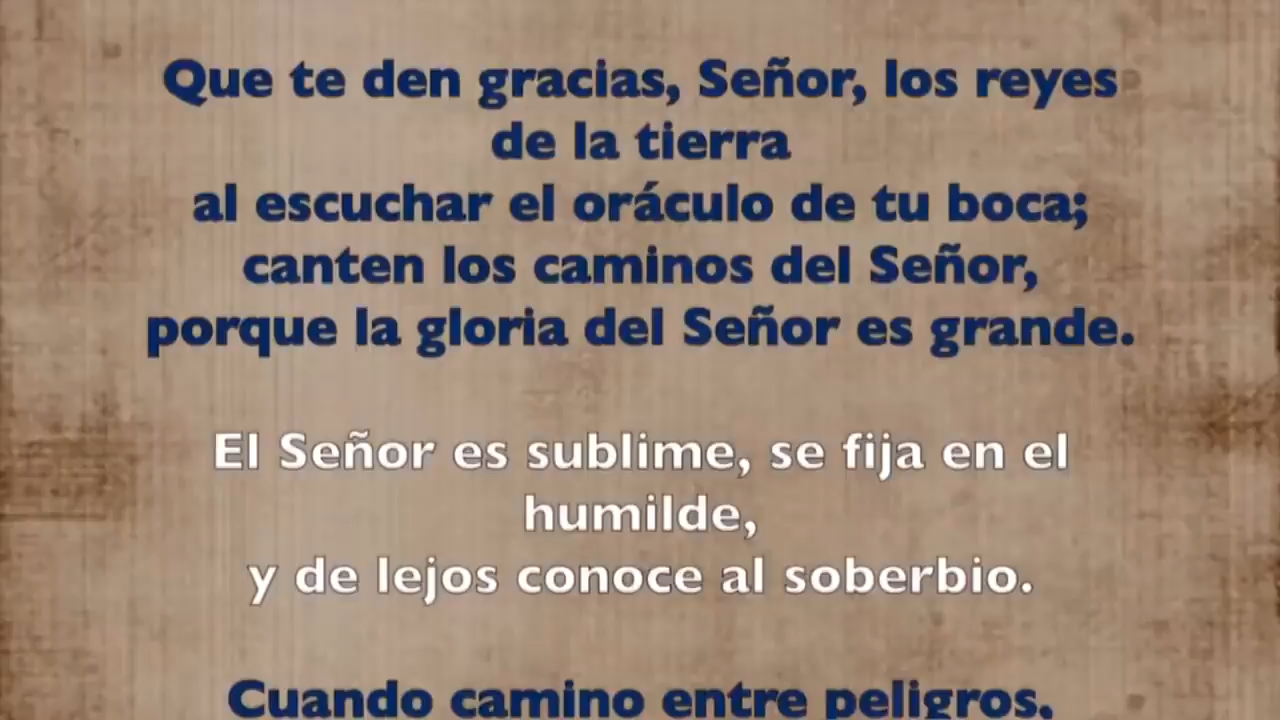 Que te den gracias, Señor, los reyes
de la tierra
al escuchar el oráculo de tu boca;
canten los caminos del Señor,
porque la gloria del Señor es grande.
El Señor es sublime, se fija en el
humilde,
y de lejos conoce al soberbio.
Cuando camino entre peligros,